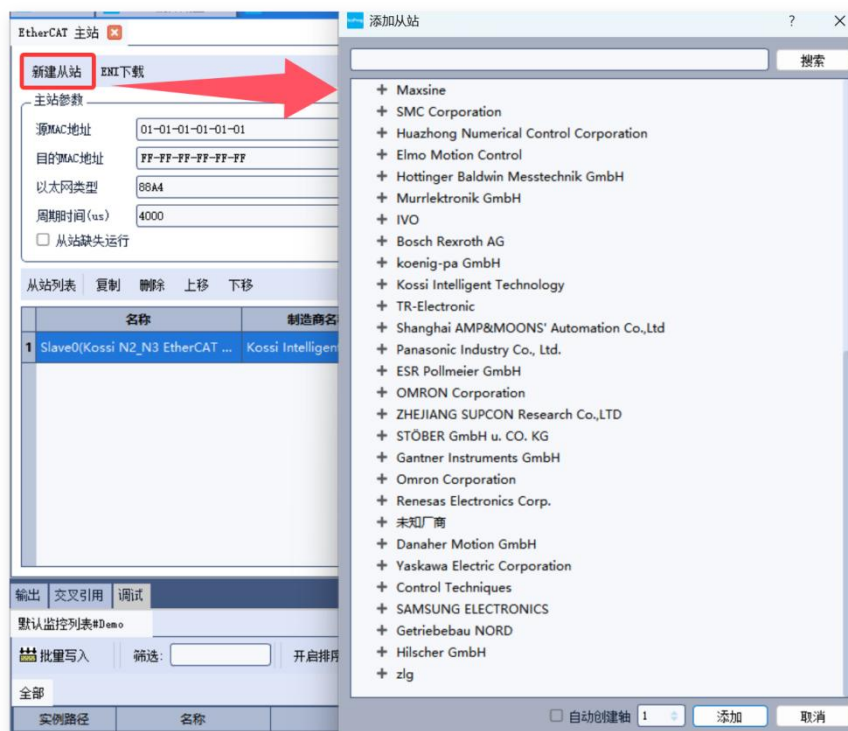 EtherCAT 主站
新建从站 ENI下载
主站参数
源MAC地址 01-01-01-01-01-01
目的MAC地址 FF-FF-FF-FF-FF-FF
以太网类型 88A4
周期时间(us) 4000
从站缺失运行
从站列表 复制 删除 上移 下移
名称 制造商名
1 Slave0(Kossi N2_N3 EtherCAT ... Kossi Intelligen
输出 交叉引用 调试
默认监控列表#Demo
批量写入 筛选: 开启排序
全部
实例路径 名称
添加从站 ? ×
搜索
Maxsine
SMC Corporation
Huazhong Numerical Control Corporation
Elmo Motion Control
Hottinger Baldwin Messtechnik GmbH
Murrlektronik GmbH
IVO
Bosch Rexroth AG
koenig-pa GmbH
Kossi Intelligent Technology
TR-Electronic
Shanghai AMP&MOONS' Automation Co.,Ltd
Panasonic Industry Co., Ltd.
ESR Pollmeier GmbH
OMRON Corporation
ZHEJIANG SUPCON Research Co.,LTD
STÖBER GmbH u. CO. KG
Gantner Instruments GmbH
Omron Corporation
Renesas Electronics Corp.
未知厂商
Danaher Motion GmbH
Yaskawa Electric Corporation
Control Techniques
SAMSUNG ELECTRONICS
Getriebebau NORD
Hilscher GmbH
zlg
自动创建轴 1 添加 取消